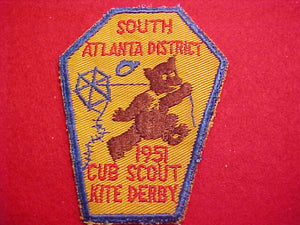 SOUTH
ATLANTA DISTRICT
1951
CUB SCOUT
KITE DERBY